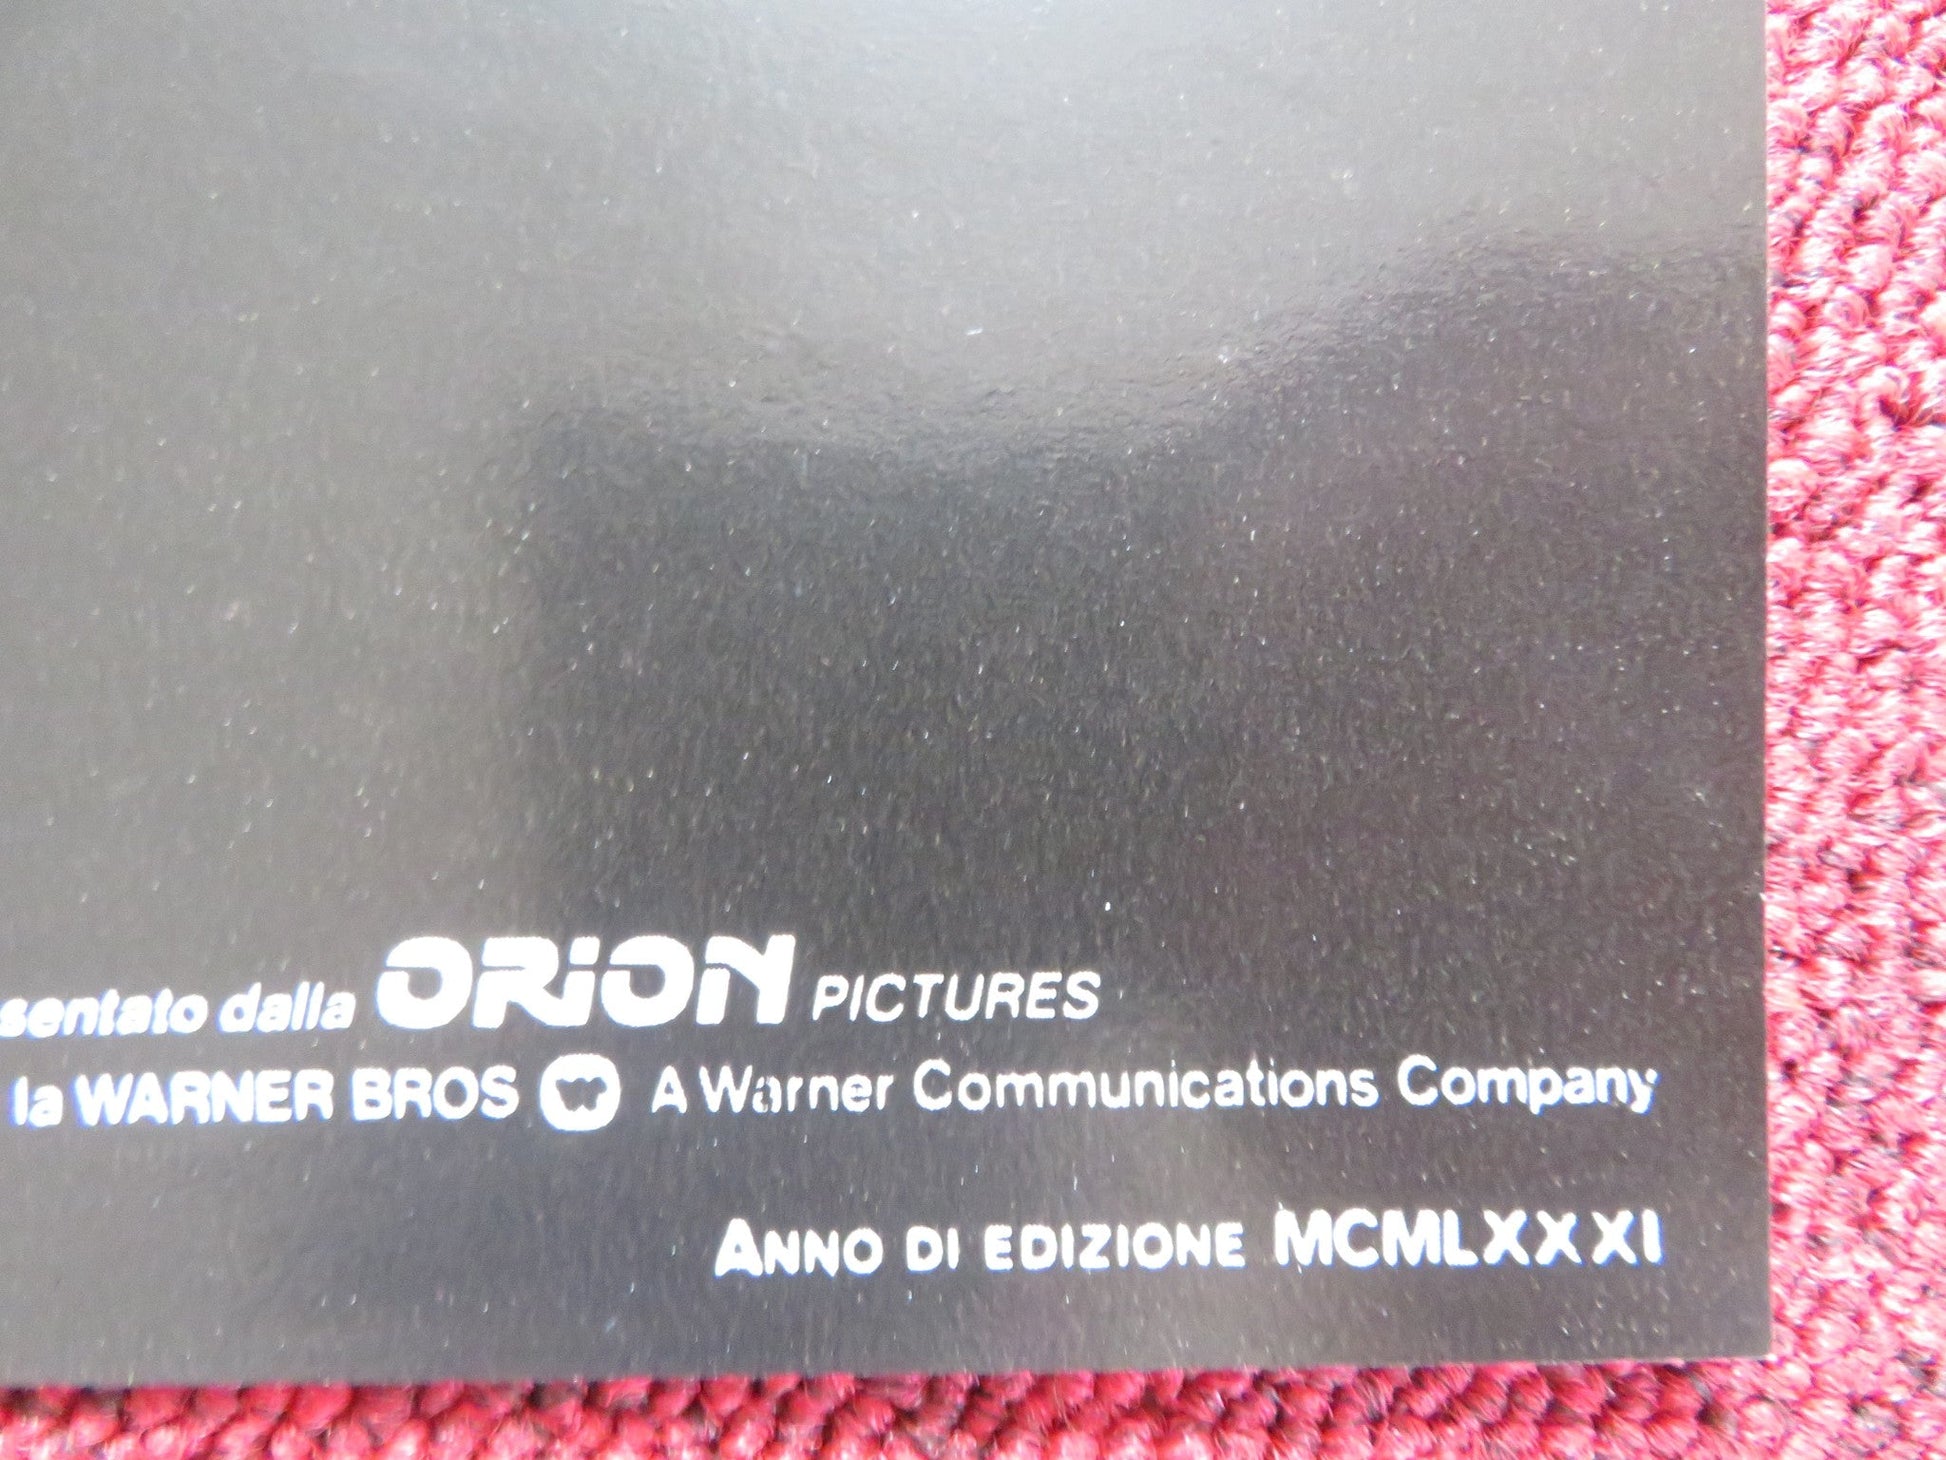 sentato dalla ORION PICTURES
la WARNER BROS A Warner Communications Company
ANNO DI EDIZIONE MCMLXXXI